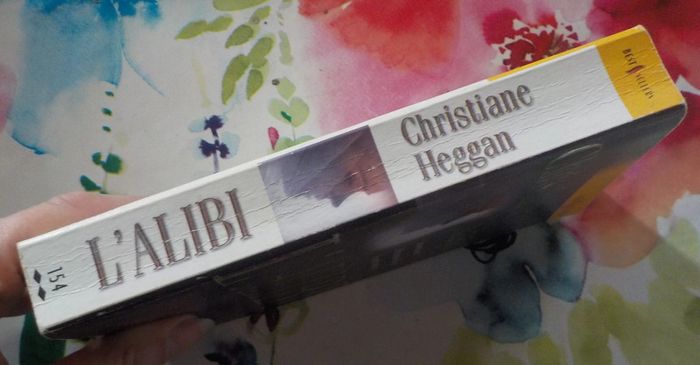 154
L'ALIBI
Christiane
Heggan
BEST SELLERS